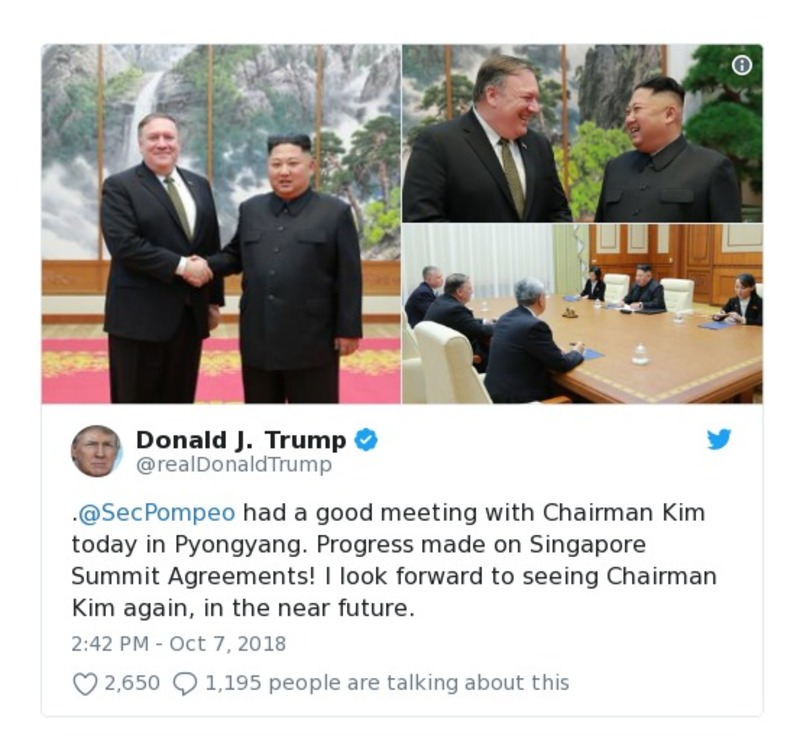 Donald J. Trump
@realDonaldTrump
.@SecPompeo had a good meeting with Chairman Kim
today in Pyongyang. Progress made on Singapore
Summit Agreements! I look forward to seeing Chairman
Kim again, in the near future.
2:42 PM - Oct 7, 2018
2,650 1,195 people are talking about this